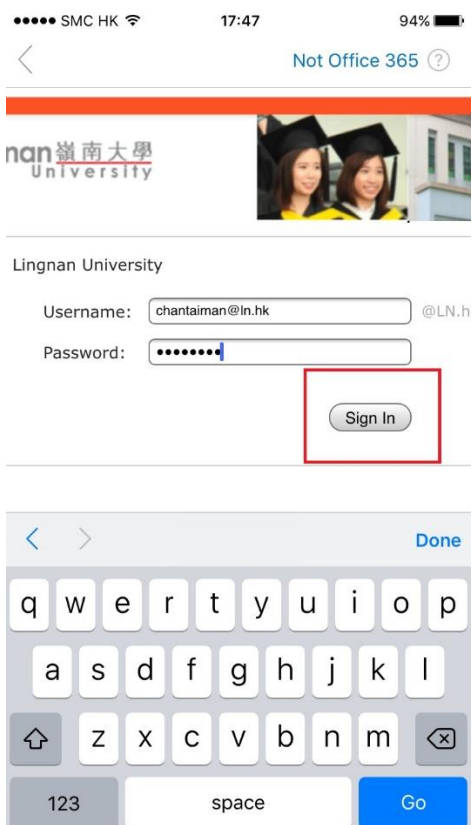 SMC HK 17:47 94%
Not Office 365 ?
nan 嶺南大學
University
Lingnan University
Username: chantaiman@ln.hk @LN.h
Password: ••••••••
Sign In
Done
q w e r t y u i o p
a s d f g h j k l
z x c v b n m
123 space Go